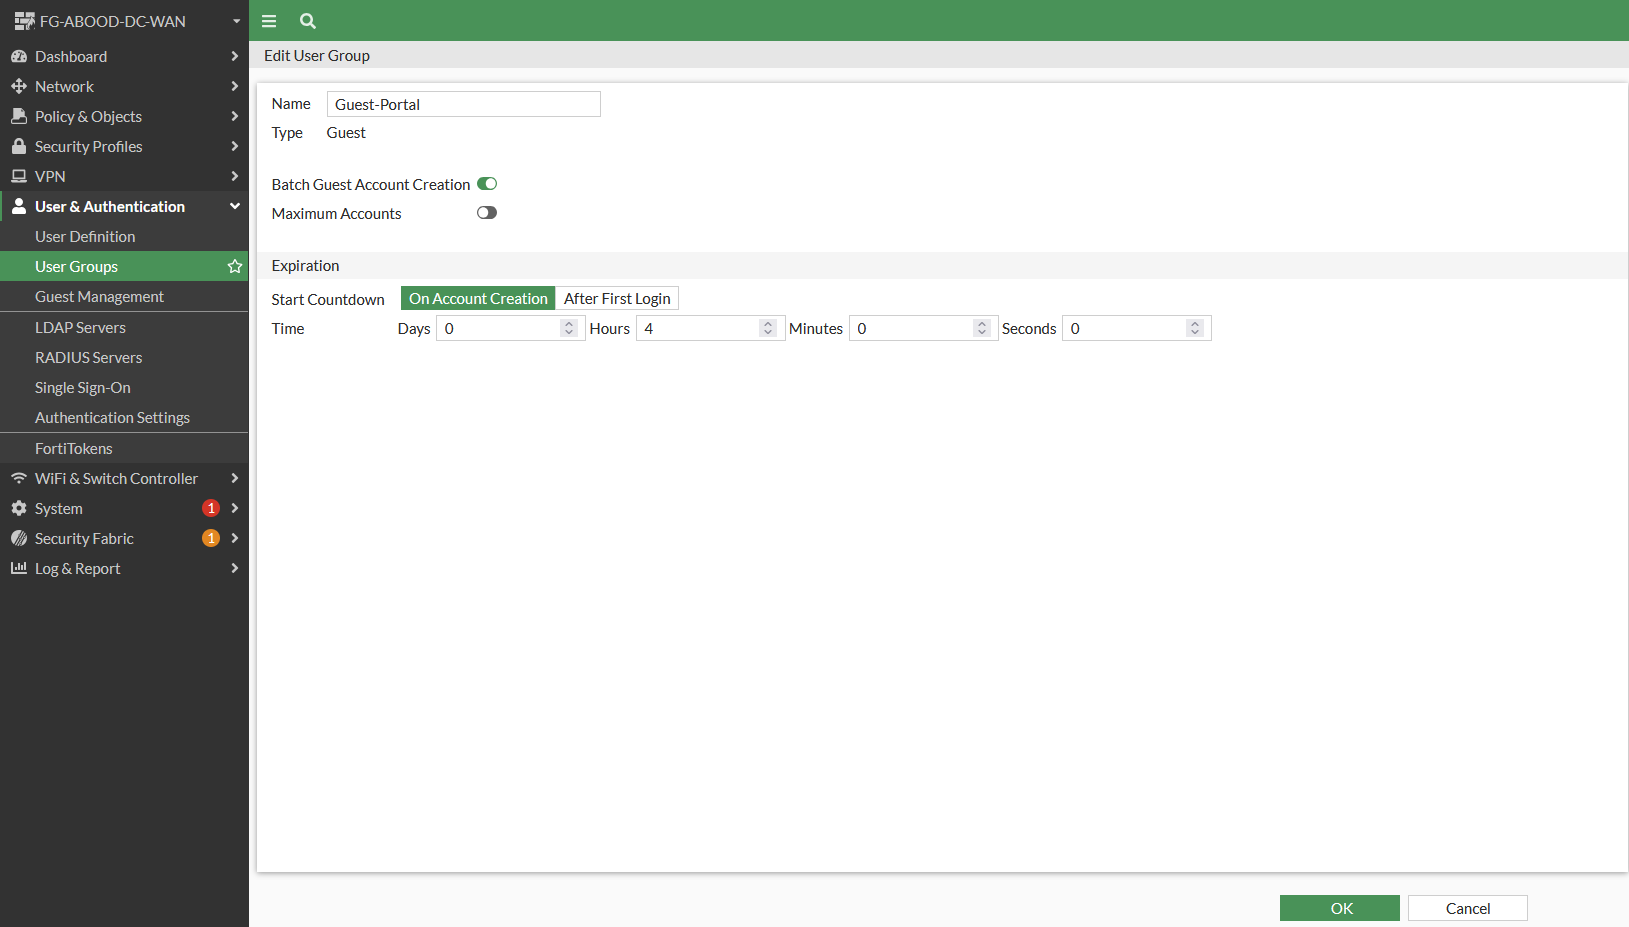 FG-ABOOD-DC-WAN
Dashboard
Network
Policy & Objects
Security Profiles
VPN
User & Authentication
User Definition
User Groups
Guest Management
LDAP Servers
RADIUS Servers
Single Sign-On
Authentication Settings
FortiTokens
WiFi & Switch Controller
System 1
Security Fabric 1
Log & Report
Edit User Group
Name Guest-Portal
Type Guest
Batch Guest Account Creation
Maximum Accounts
Expiration
Start Countdown On Account Creation After First Login
Time Days 0 Hours 4 Minutes 0 Seconds 0
OK Cancel